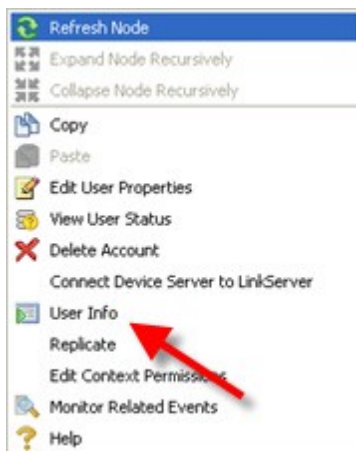 Refresh Node
Expand Node Recursively
Collapse Node Recursively
Copy
Paste
Edit User Properties
View User Status
Delete Account
Connect Device Server to LinkServer
User Info
Replicate
Edit Context Permissions
Monitor Related Events
Help